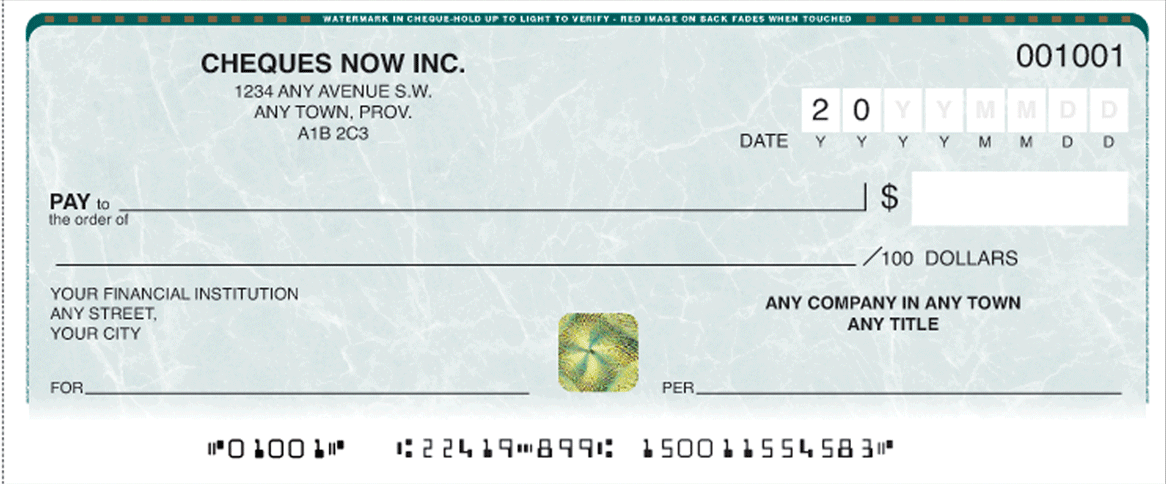 WATERMARK IN CHEQUE-HOLD UP TO LIGHT TO VERIFY - RED IMAGE ON BACK FADES WHEN TOUCHED
CHEQUES NOW INC.
1234 ANY AVENUE S.W.
ANY TOWN, PROV.
A1B 2C3
001001
2 0 Y Y M M D D
DATE Y Y Y Y M M D D
PAY to
the order of
$
/100 DOLLARS
YOUR FINANCIAL INSTITUTION
ANY STREET,
YOUR CITY
ANY COMPANY IN ANY TOWN
ANY TITLE
FOR
PER
⑈01001⑈ ⑆22419⑉899⑆ 150011554583⑈